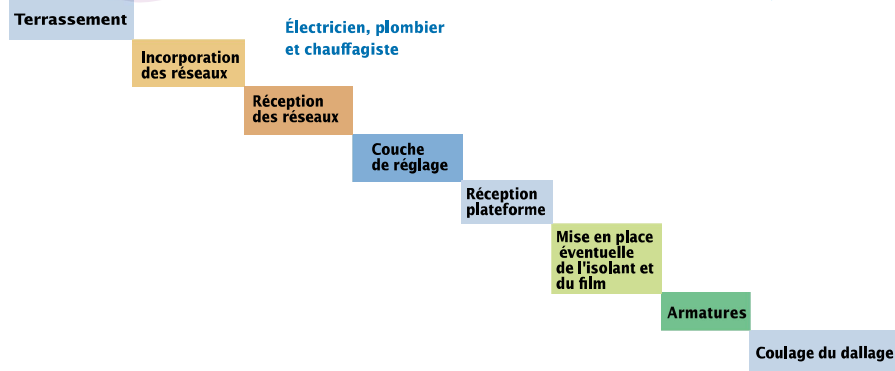 Terrassement
Électricien, plombier
et chauffagiste
Incorporation
des réseaux
Réception
des réseaux
Couche
de réglage
Réception
plateforme
Mise en place
éventuelle
de l'isolant et
du film
Armatures
Coulage du dallage